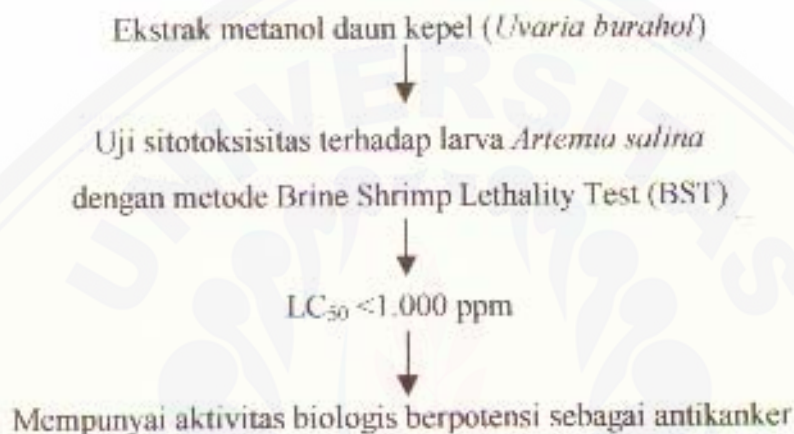 Ekstrak metanol daun kepel (Uvaria burahol)
Uji sitotoksisitas terhadap larva Artemia salina
dengan metode Brine Shrimp Lethality Test (BST)
LC₅₀ <1.000 ppm
Mempunyai aktivitas biologis berpotensi sebagai antikanker
UNIVERSITAS